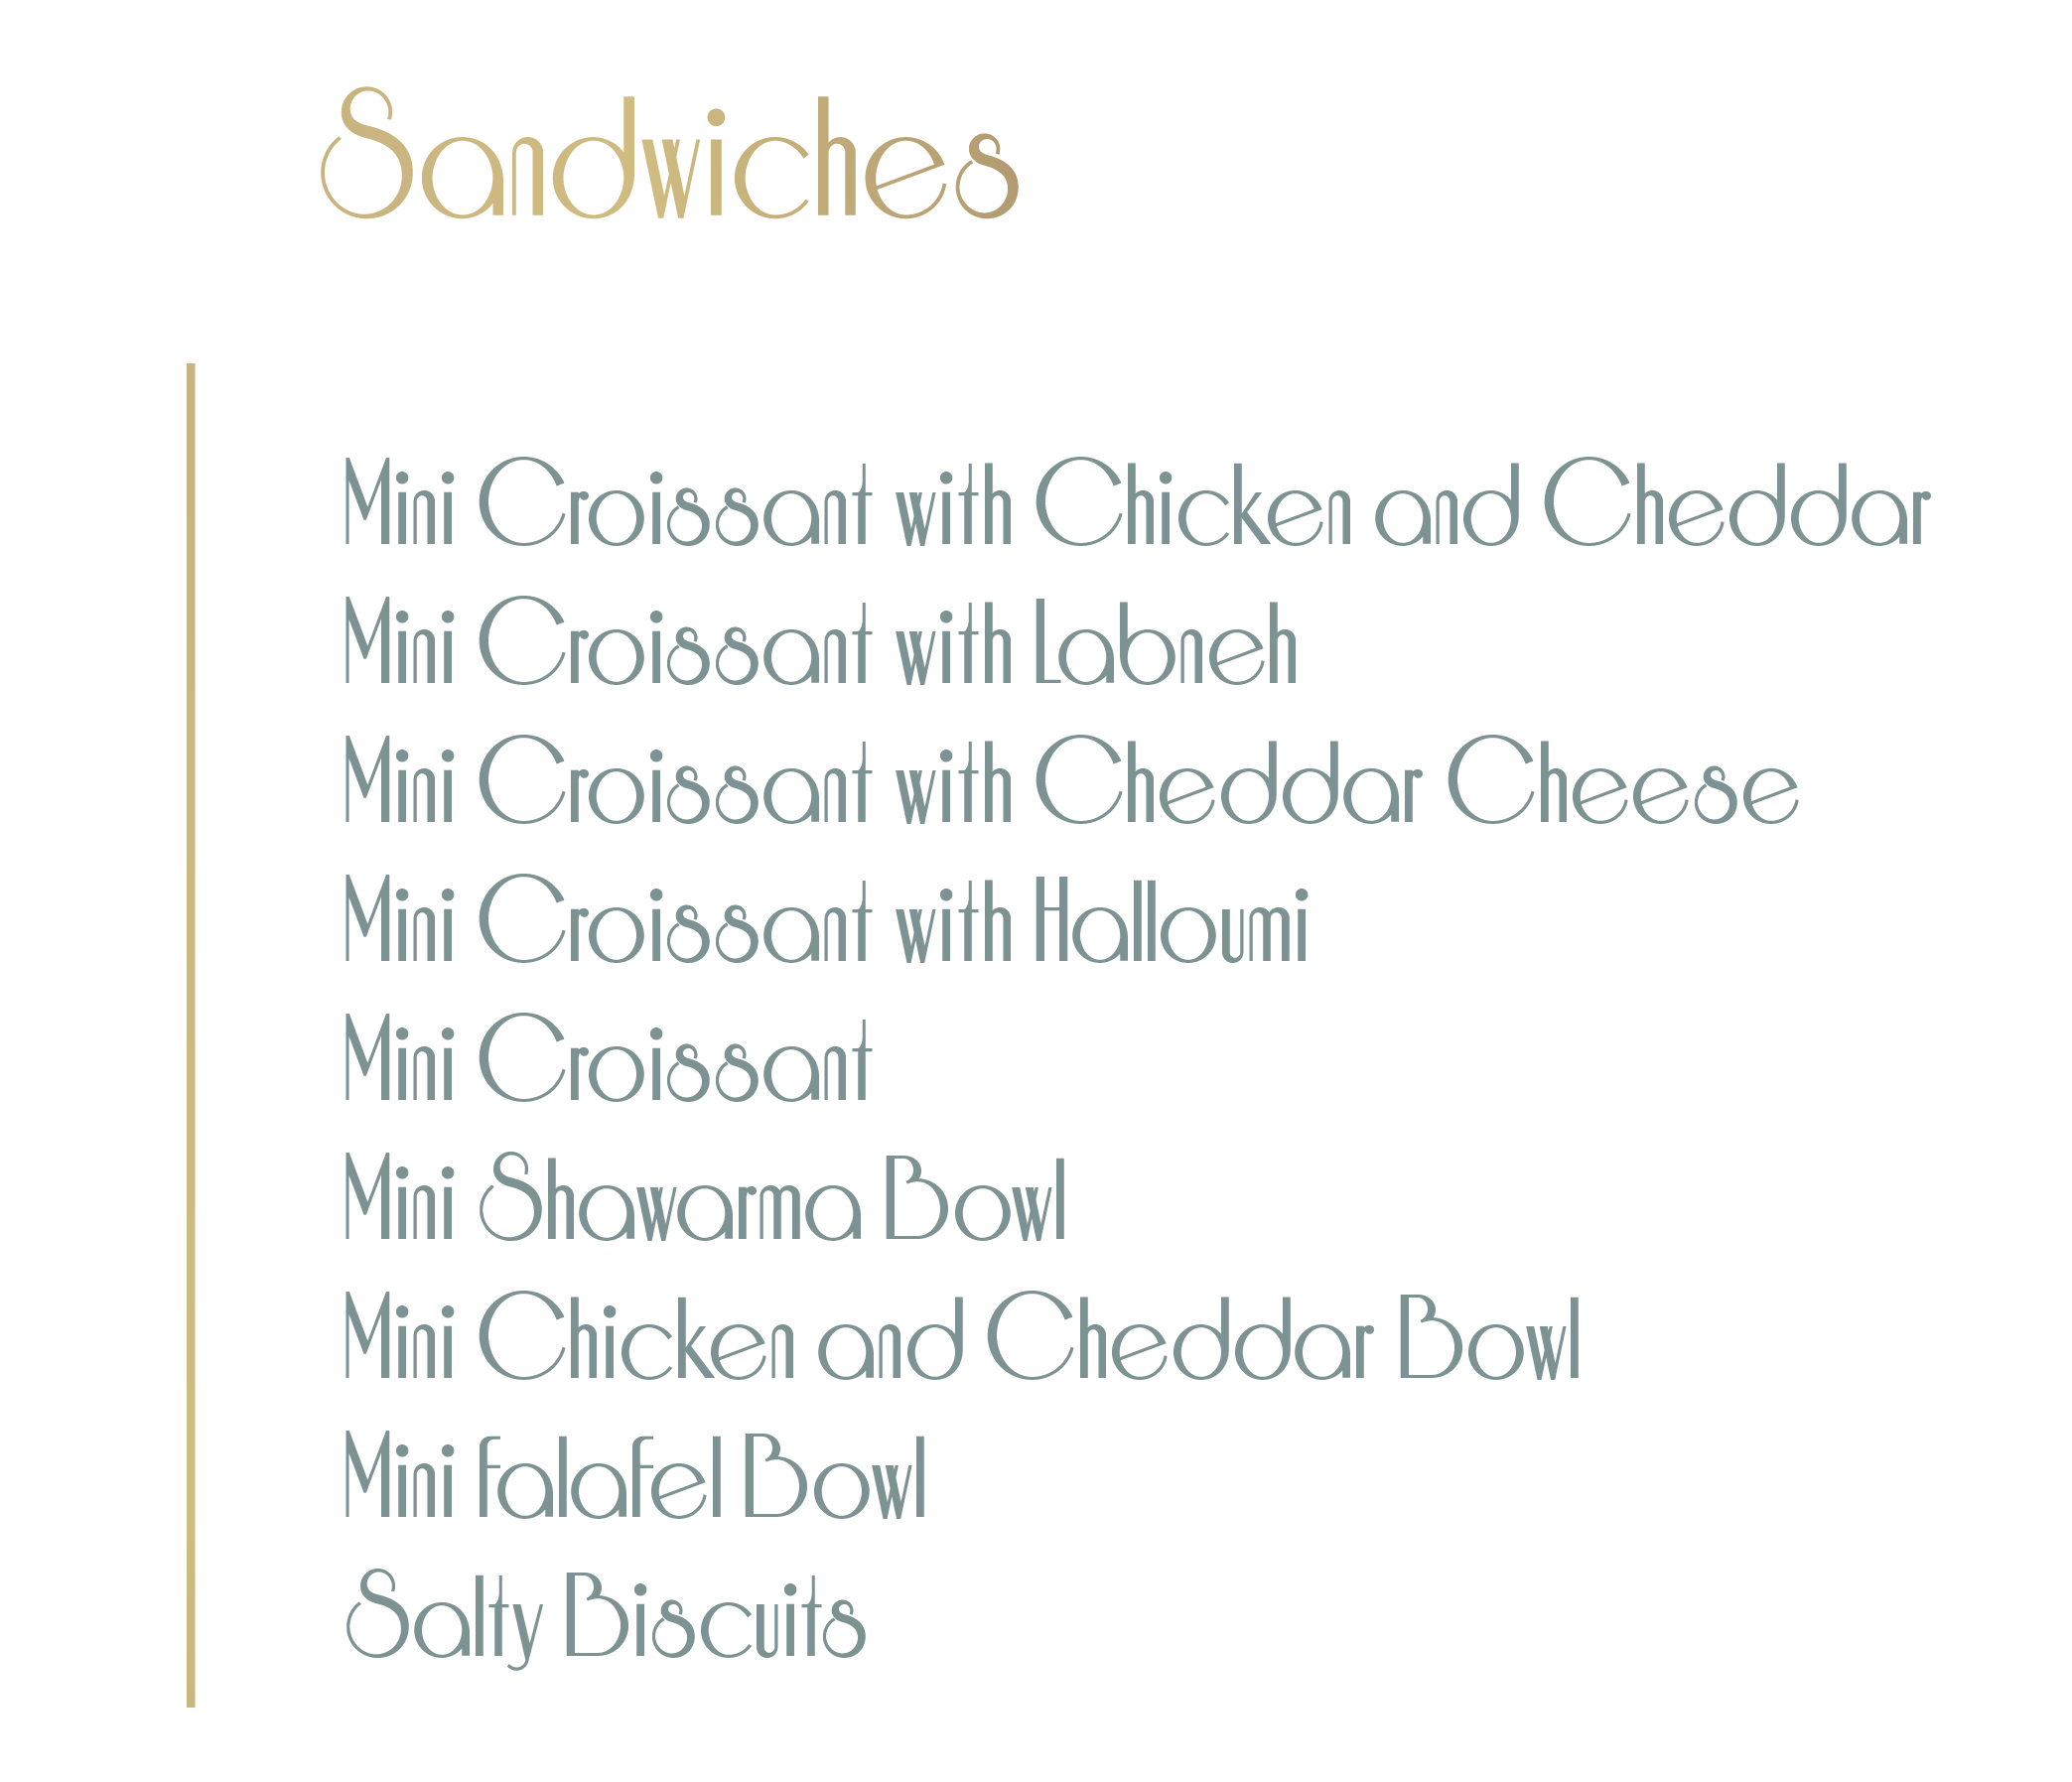 Sandwiches
Mini Croissant with Chicken and Cheddar
Mini Croissant with Labneh
Mini Croissant with Cheddar Cheese
Mini Croissant with Halloumi
Mini Croissant
Mini Shawarma Bowl
Mini Chicken and Cheddar Bowl
Mini Falafel Bowl
Salty Biscuits